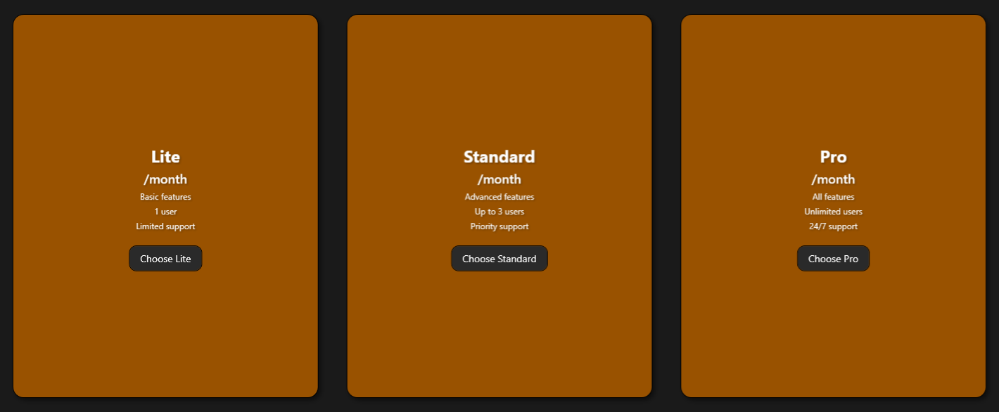 Lite
/month
Basic features
1 user
Limited support
Choose Lite
Standard
/month
Advanced features
Up to 3 users
Priority support
Choose Standard
Pro
/month
All features
Unlimited users
24/7 support
Choose Pro